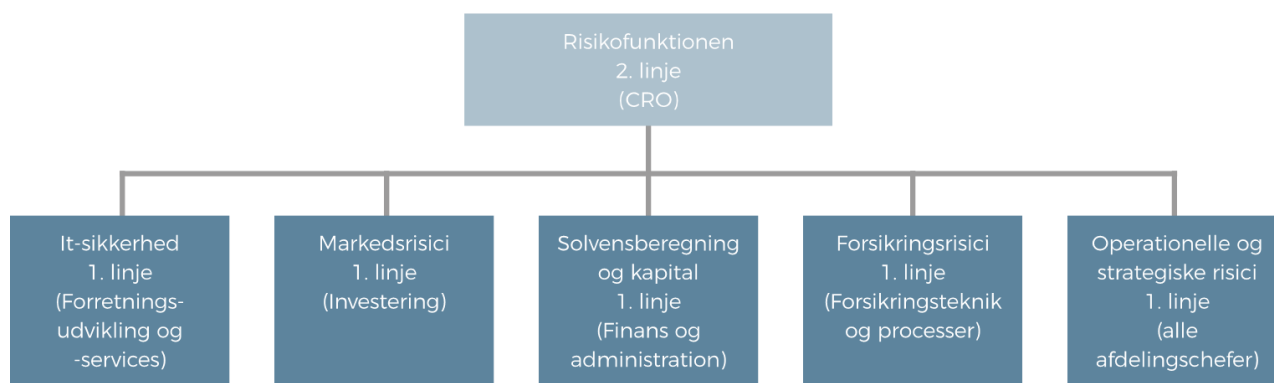 Risikofunktionen
2. linje
(CRO)
It-sikkerhed
1. linje
(Forretnings-
udvikling og
-services)
Markedsrisici
1. linje
(Investering)
Solvensberegning
og kapital
1. linje
(Finans og
administration)
Forsikringsrisici
1. linje
(Forsikringsteknik
og processer)
Operationelle og
strategiske risici
1. linje
(alle
afdelingschefer)